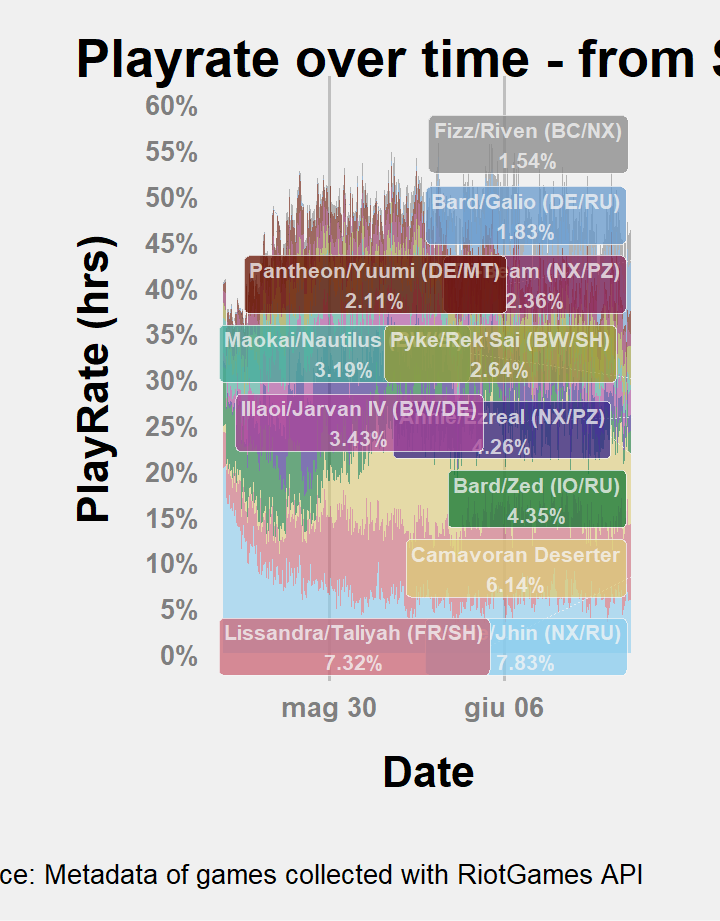 Playrate over time - from
60%
Fizz/Riven (BC/NX)
1.54%
55%
50%
Bard/Galio (DE/RU)
1.83%
45%
Pantheon/Yuumi (DE/MT)
2.11%
(NX/PZ)
2.36%
40%
35%
Maokai/Nautilus
3.19%
Pyke/Rek'Sai (BW/SH)
2.64%
30%
Illaoi/Jarvan IV (BW/DE)
3.43%
Ezreal (NX/PZ)
4.26%
25%
20%
Bard/Zed (IO/RU)
4.35%
15%
Camavoran Deserter
6.14%
10%
5%
Lissandra/Taliyah (FR/SH)
7.32%
/Jhin (NX/RU)
7.83%
0%
PlayRate (hrs)
mag 30
giu 06
Date
ce: Metadata of games collected with RiotGames API